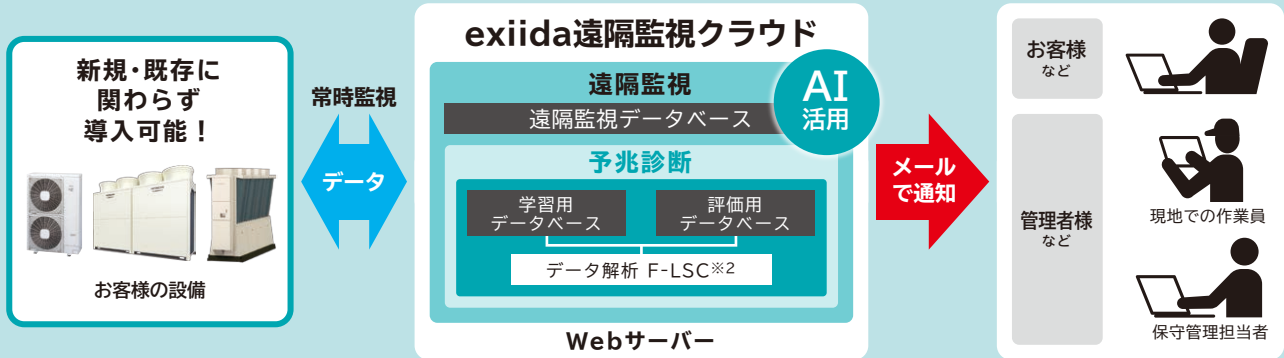 新規・既存に
関わらず
導入可能！
お客様の設備
常時監視
データ
exiida遠隔監視クラウド
AI
活用
遠隔監視
遠隔監視データベース
予兆診断
学習用
データベース
評価用
データベース
データ解析 F-LSC※2
Webサーバー
メール
で通知
お客様
など
管理者様
など
現地での作業員
保守管理担当者